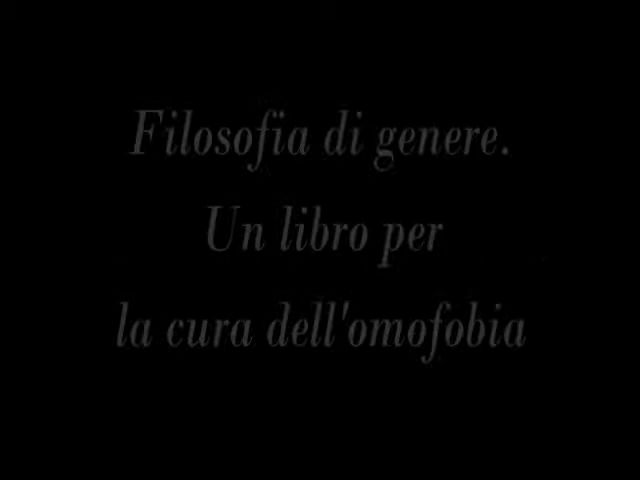 Filosofia di genere.
Un libro per
la cura dell'omofobia